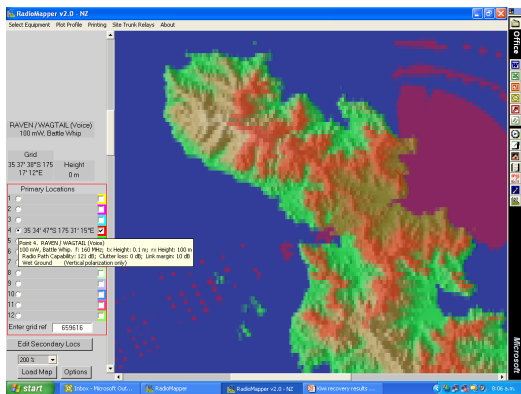 RadioMapper v2.0 - NZ
Select Equipment Plot Profile Printing Site Trunk Relays About
RAVEN / WAGTAIL (Voice)
100 mW, Battle Whip
Grid
35 37' 38"S 175 17' 12"E
Height
0 m
Primary Locations
1
2
3
4 35 34' 47"S 175 31' 15"E
5
Point 4. RAVEN / WAGTAIL (Voice)
100 mW, Battle Whip. f: 160 MHz; tx Height: 0.1 m; rx Height: 100 m
Radio Path Capability: 121 dB; Clutter loss: 0 dB; Link margin: 10 dB
Wet Ground (Vertical polarization only)
6
7
8
9
10
11
12
Enter grid ref 659616
Edit Secondary Locs
200 %
Load Map Options
Office
Microsoft
start
Inbox - Microsoft Out...
RadioMapper
RadioMapper v2.0 - NZ
Kiwi recovery results ...
8:06 a.m.